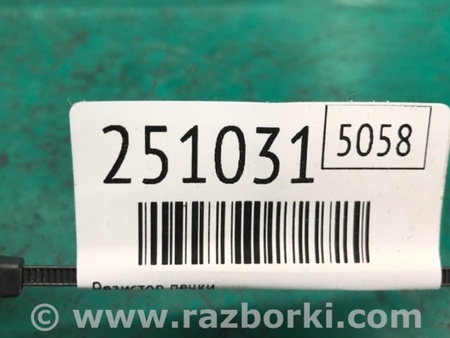 251031
5058
Резистор печки
© www.razborki.com